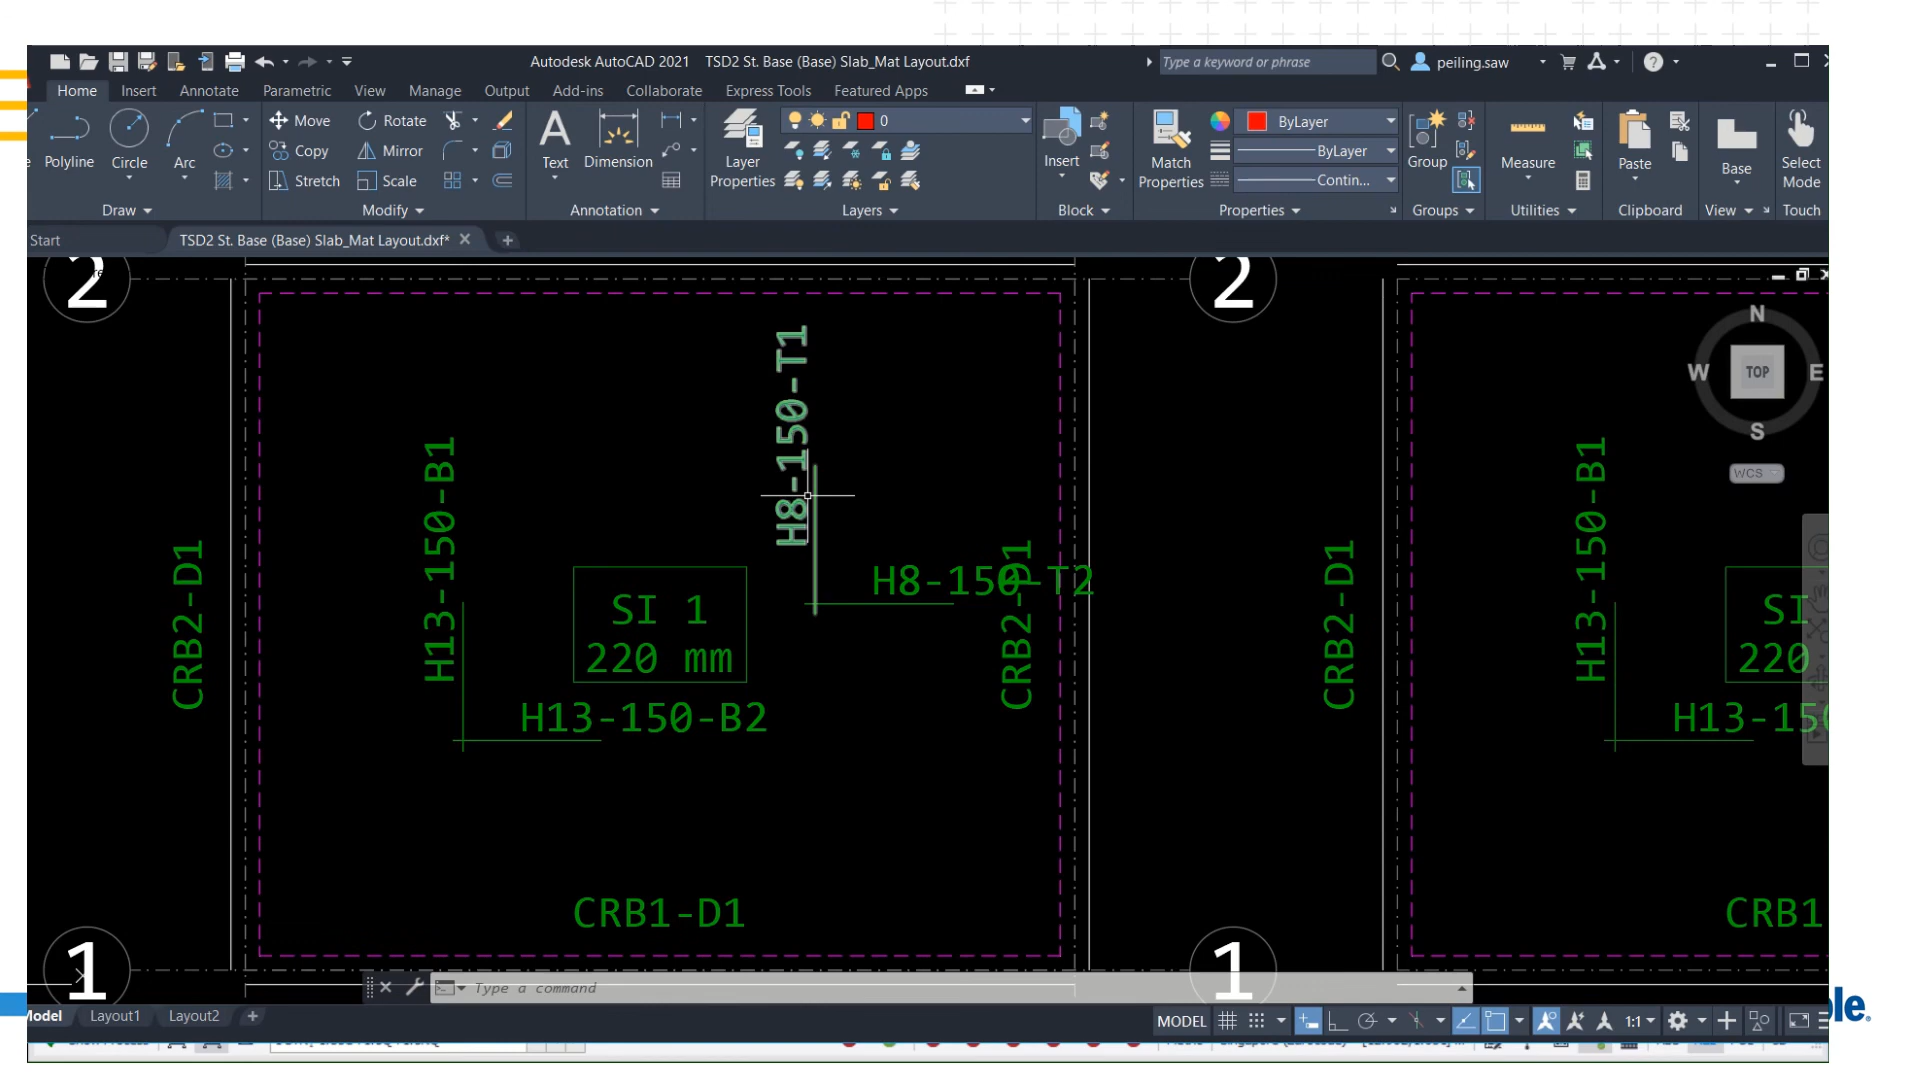 Autodesk AutoCAD 2021 TSD2 St. Base (Base) Slab_Mat Layout.dxf
Type a keyword or phrase
peiling.saw
Home Insert Annotate Parametric View Manage Output Add-ins Collaborate Express Tools Featured Apps
Polyline Circle Arc
Move Rotate
Copy Mirror
Stretch Scale
Text Dimension
Layer Properties
0
Insert
Match Properties
ByLayer
ByLayer
Contin...
Group
Measure
Paste
Base
Select Mode
Draw Modify Annotation Layers Block Properties Groups Utilities Clipboard View Touch
Start TSD2 St. Base (Base) Slab_Mat Layout.dxf*
2
2
N
W TOP E
S
WCS
H8-150-T1
H13-150-B1
H13-150-B1
CRB2-D1
CRB2-D1
CRB2-D1
H8-150-T2
SI 1
220 mm
SI
220
H13-150-B2
H13-150
CRB1-D1
CRB1
1
1
Type a command
Model Layout1 Layout2
MODEL 1:1